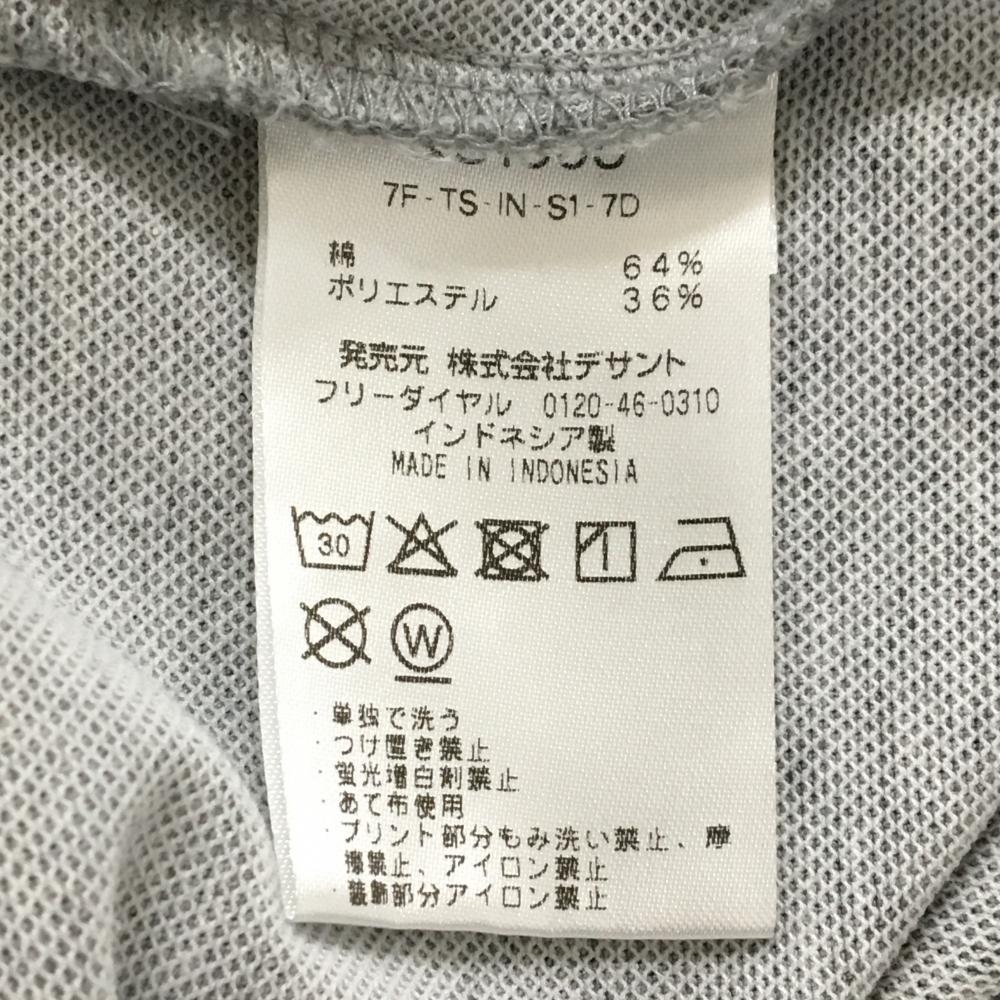 7F-TS-IN-S1-7D
綿 64%
ポリエステル 36%
発売元 株式会社デサント
フリーダイヤル 0120-46-0310
インドネシア製
MADE IN INDONESIA
30
W
・単独で洗う
・つけ置き禁止
・蛍光増白剤禁止
・あて布使用
・プリント部分もみ洗い禁止、摩
擦禁止、アイロン禁止
・装飾部分アイロン禁止